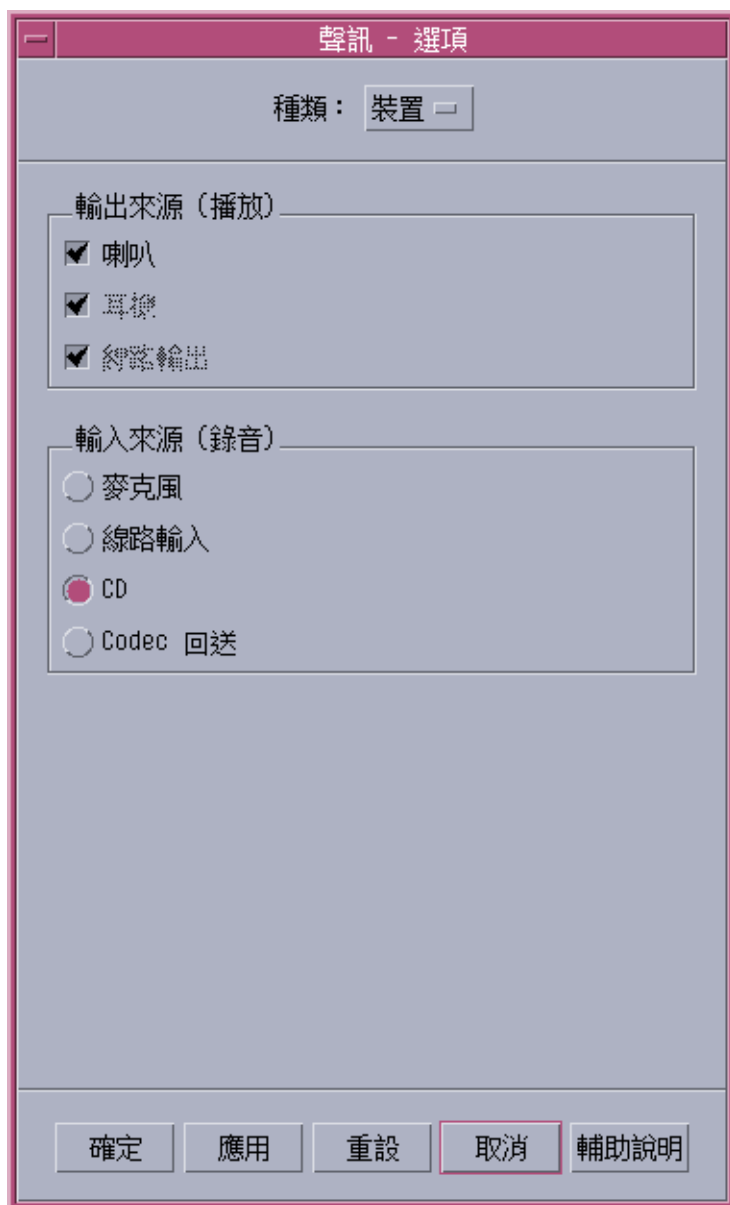 聲訊 - 選項
種類： 裝置
輸出來源（播放）
喇叭
耳機
線路輸出
輸入來源（錄音）
麥克風
線路輸入
CD
Codec 回送
確定 應用 重設 取消 輔助說明